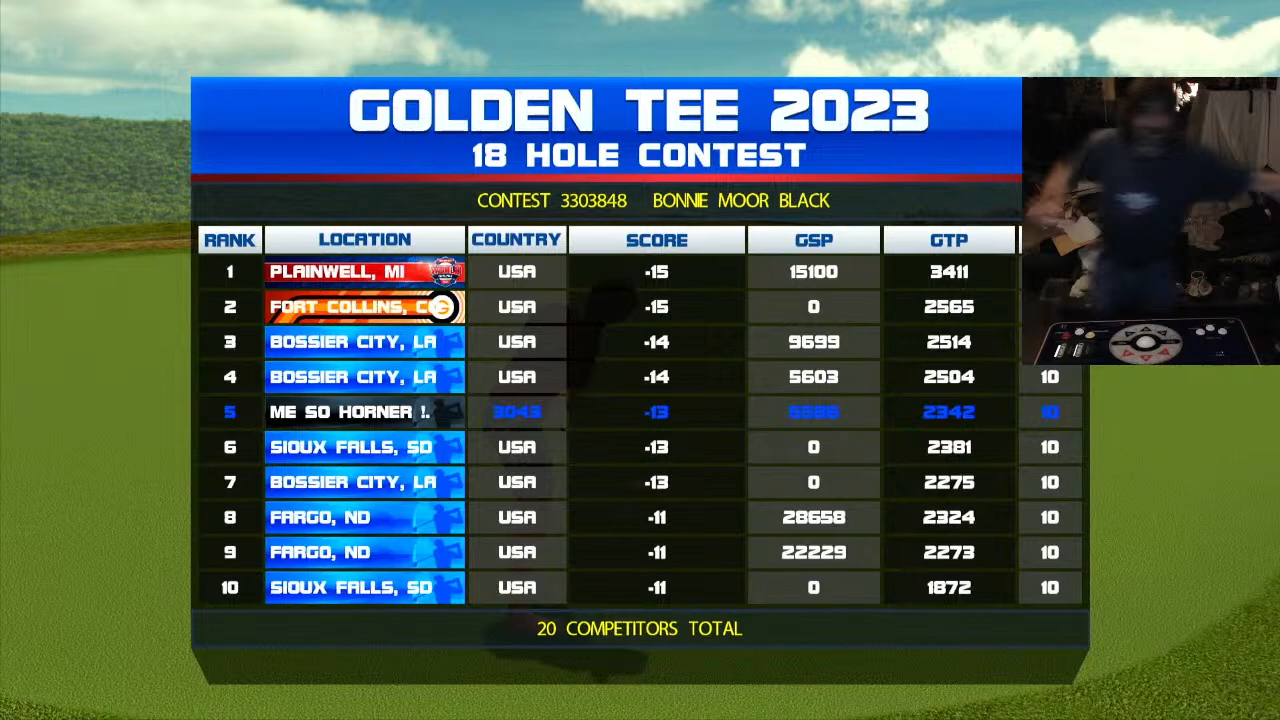 GOLDEN TEE 2023
18 HOLE CONTEST
CONTEST 3303848 BONNIE MOOR BLACK
RANK LOCATION COUNTRY SCORE GSP GTP
1 PLAINWELL, MI USA -15 15100 3411
2 FORT COLLINS, C USA -15 0 2565
3 BOSSIER CITY, LA USA -14 9699 2514
4 BOSSIER CITY, LA USA -14 5603 2504 10
5 ME SO HORNER !. 3043 -13 2342 10
6 SIOUX FALLS, SD USA -13 0 2381 10
7 BOSSIER CITY, LA USA -13 0 2275 10
8 FARGO, ND USA -11 28658 2324 10
9 FARGO, ND USA -11 22229 2273 10
10 SIOUX FALLS, SD USA -11 0 1872 10
20 COMPETITORS TOTAL